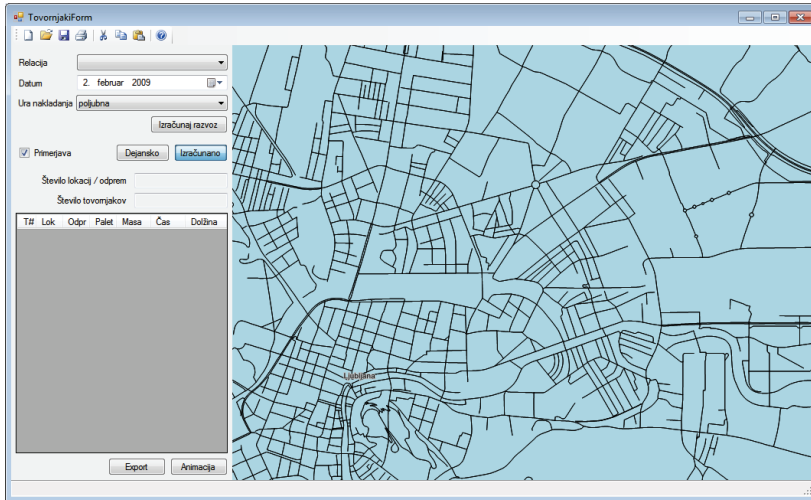 TovornjakiForm
Relacija
Datum 2. februar 2009
Ura nakladanja poljubna
Izračunaj razvoz
Primerjava Dejansko Izračunano
Število lokacij / odprem
Število tovornjakov
T# Lok Odpr Palet Masa Čas Dolžina
Ljubljana
Export Animacija